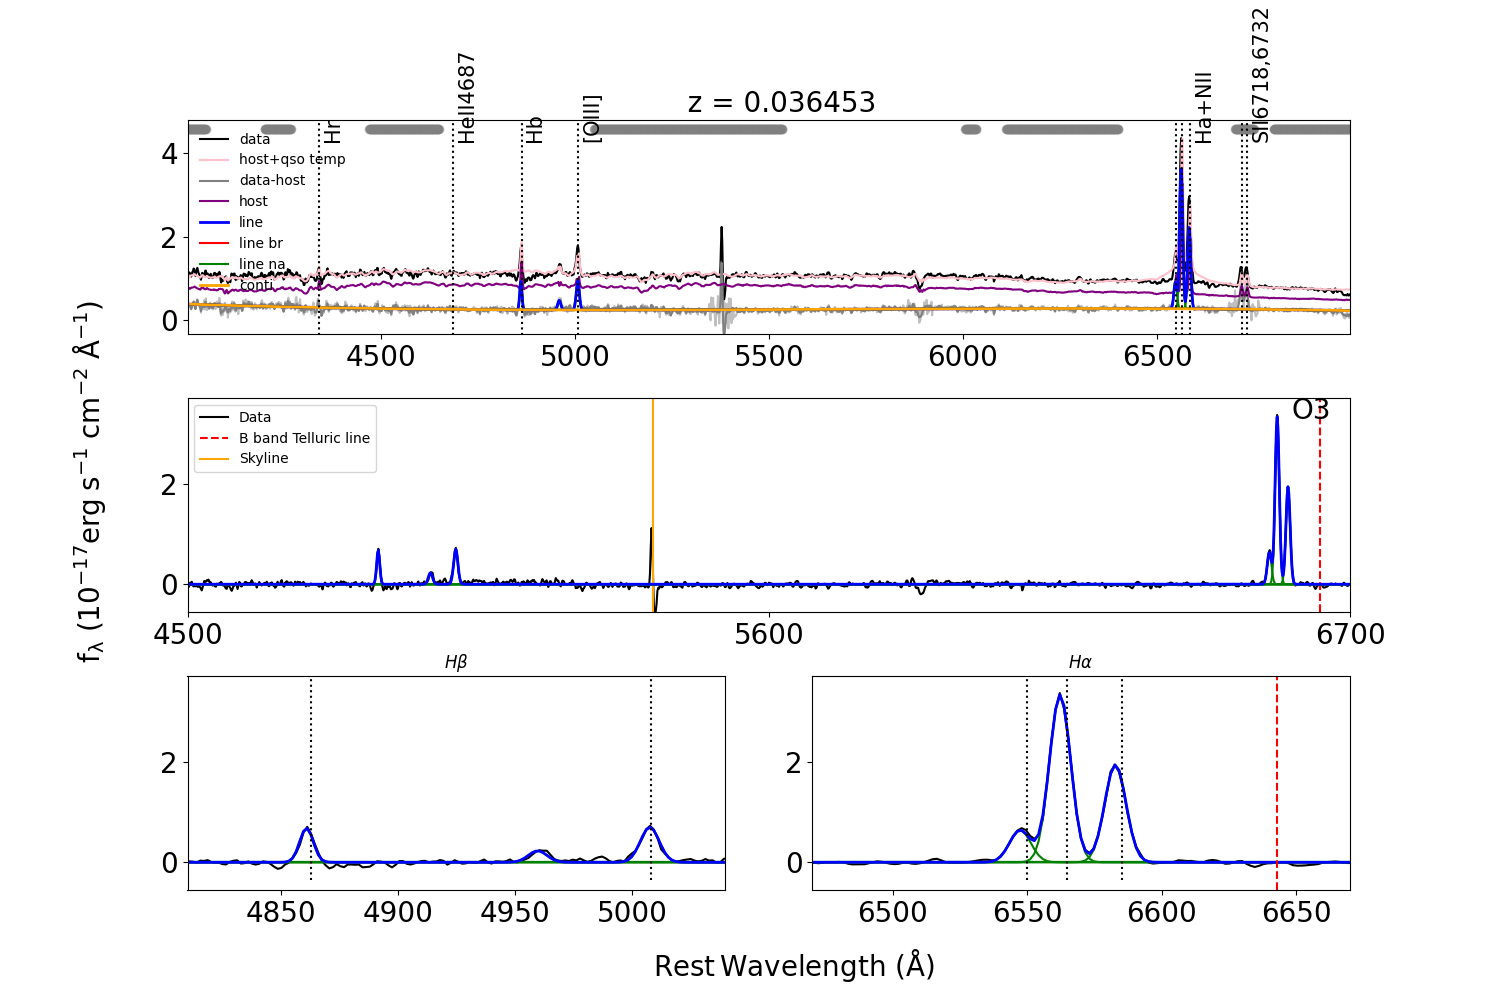 z = 0.036453
Hr
HeII4687
Hb
[OIII]
Ha+NII
SII6718,6732
data
host+qso temp
data-host
host
line
line br
line na
conti
4
2
0
4500
5000
5500
6000
6500
Data
B band Telluric line
Skyline
O3
2
0
4500
5600
6700
fλ (10⁻¹⁷erg s⁻¹ cm⁻² Å⁻¹)
Hβ
2
0
4850
4900
4950
5000
Hα
2
0
6500
6550
6600
6650
Rest Wavelength (Å)